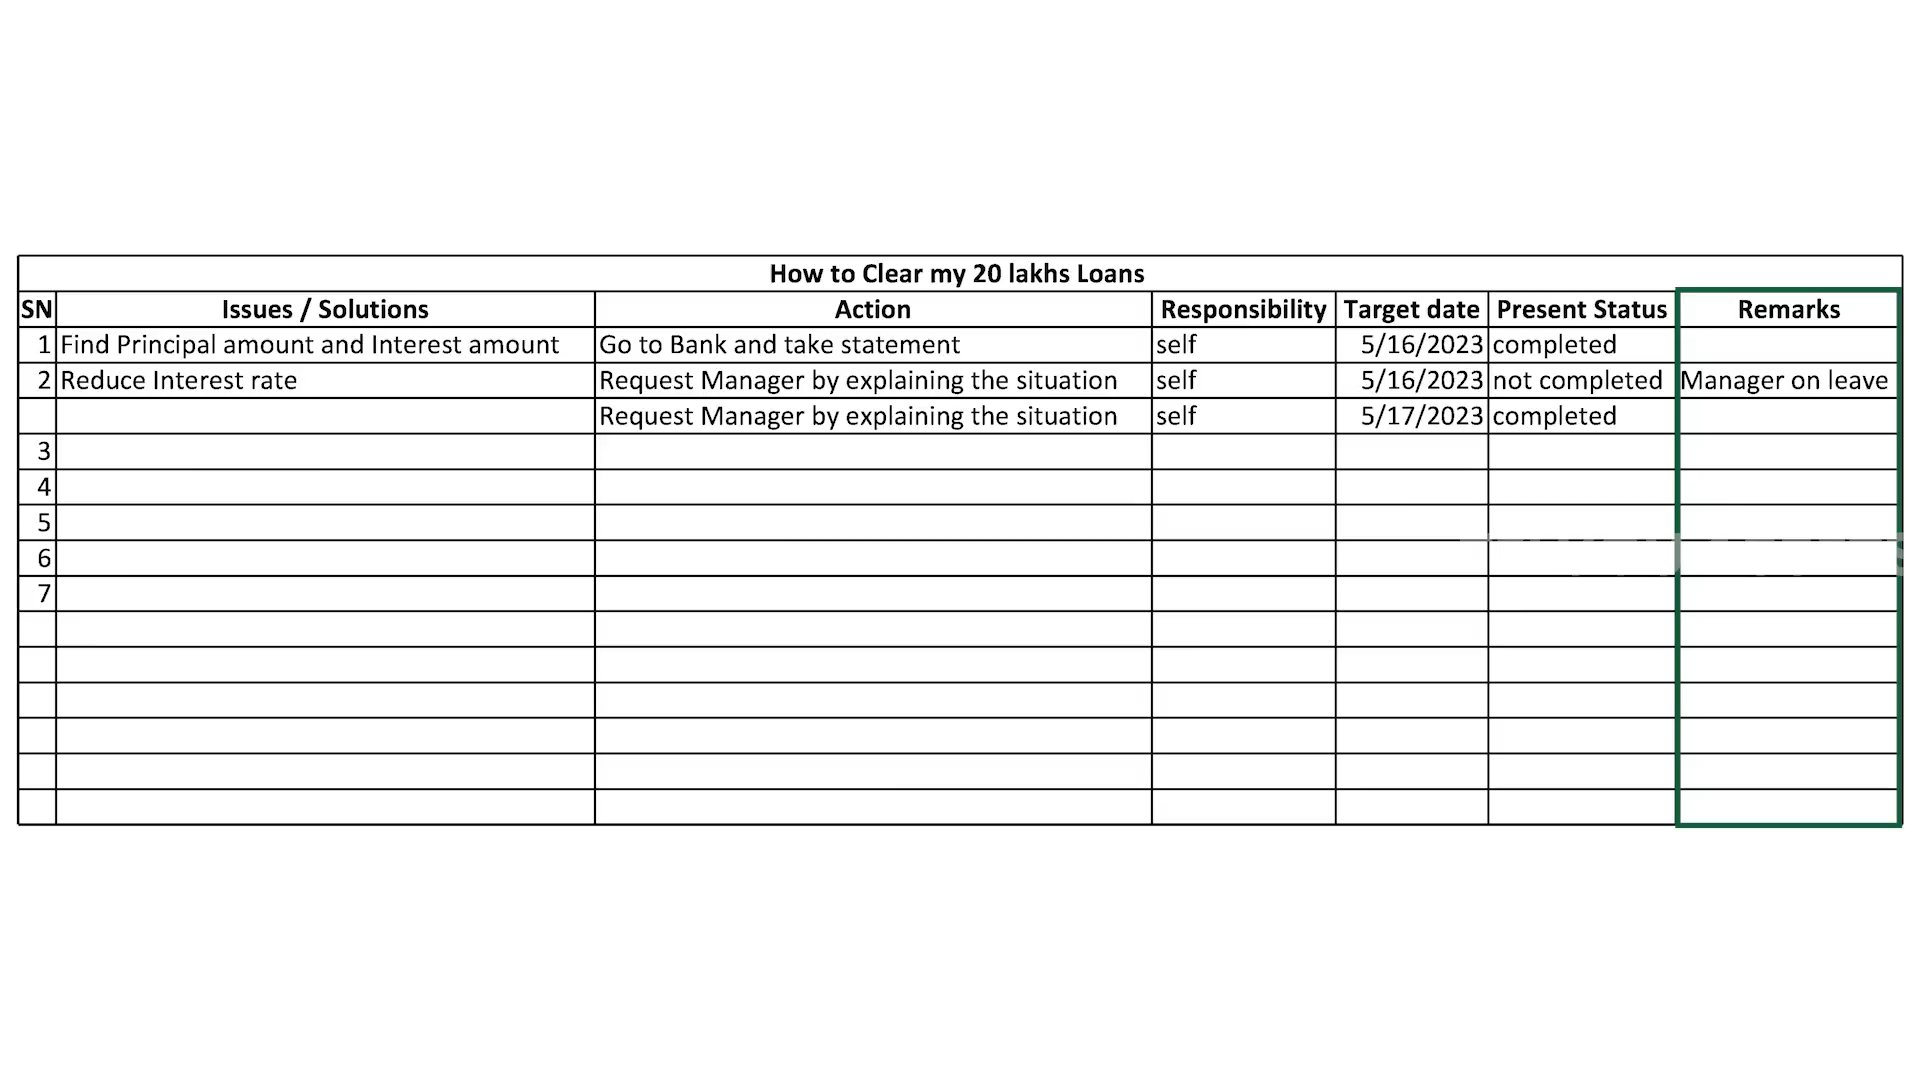 How to Clear my 20 lakhs Loans
SN Issues / Solutions Action Responsibility Target date Present Status Remarks
1 Find Principal amount and Interest amount Go to Bank and take statement self 5/16/2023 completed
2 Reduce Interest rate Request Manager by explaining the situation self 5/16/2023 not completed Manager on leave
Request Manager by explaining the situation self 5/17/2023 completed
3
4
5
6
7